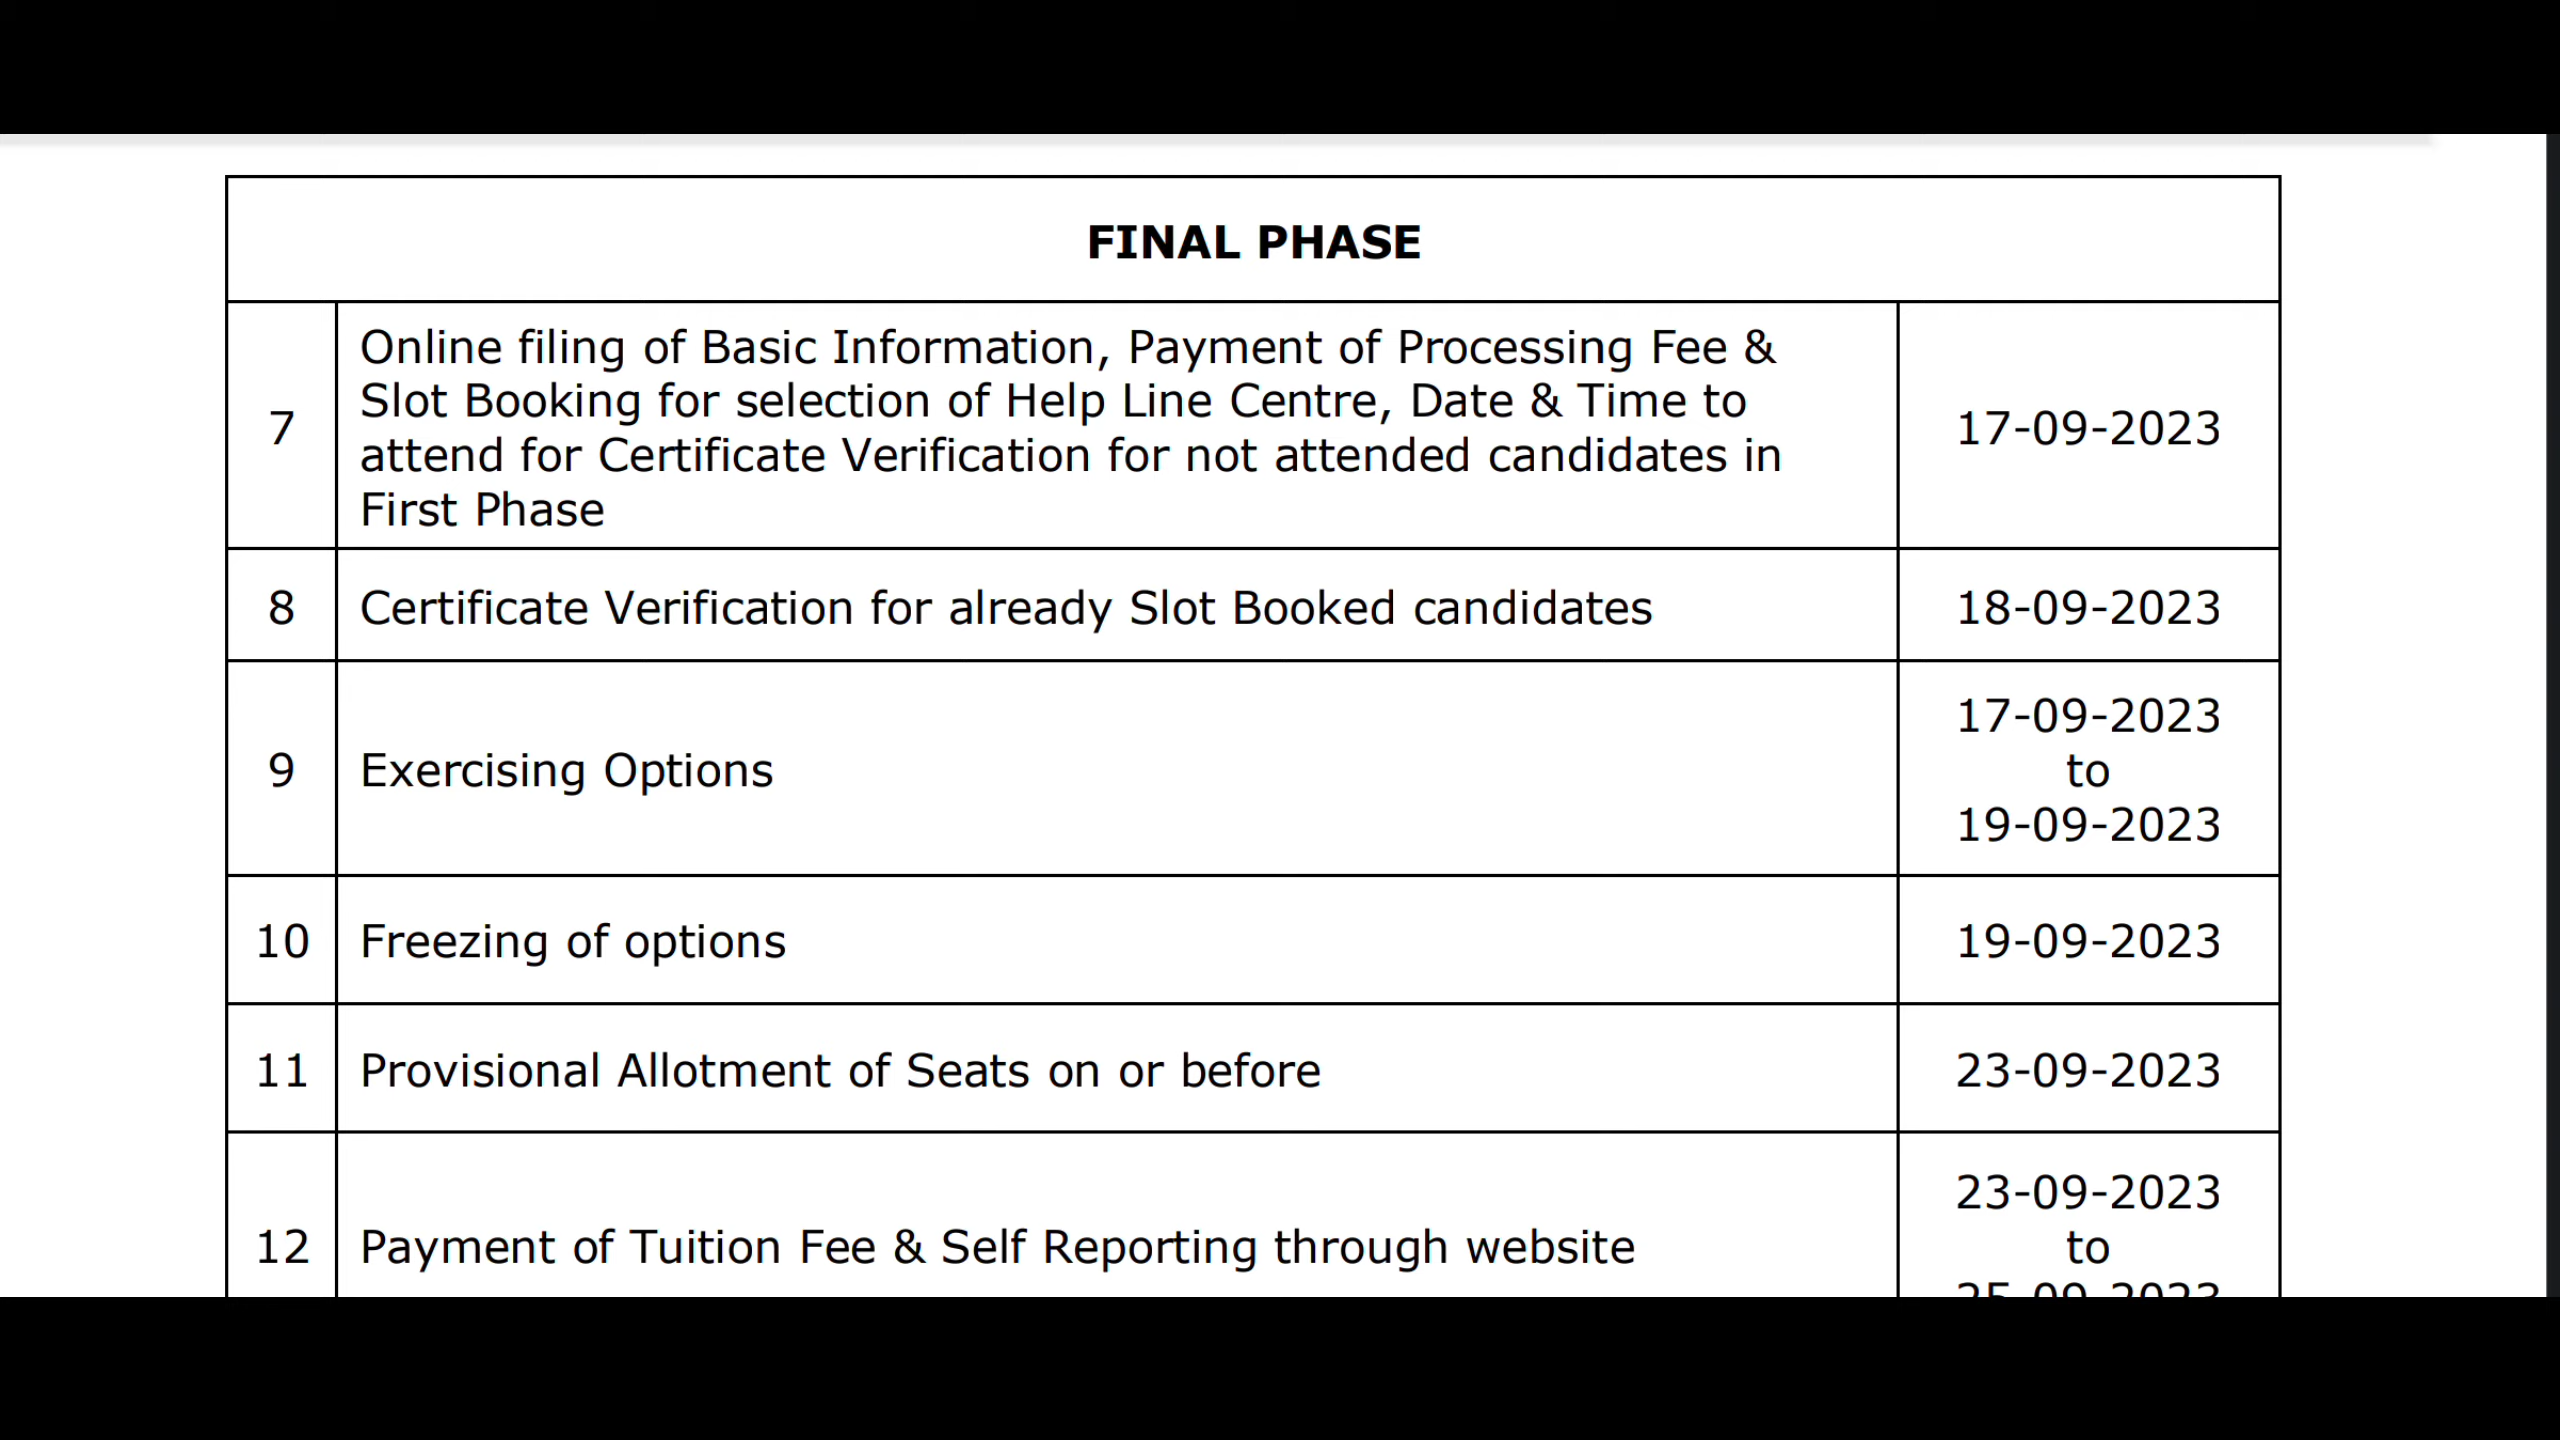 FINAL PHASE
7
Online filing of Basic Information, Payment of Processing Fee &
Slot Booking for selection of Help Line Centre, Date & Time to
attend for Certificate Verification for not attended candidates in
First Phase
17-09-2023
8
Certificate Verification for already Slot Booked candidates
18-09-2023
9
Exercising Options
17-09-2023
to
19-09-2023
10
Freezing of options
19-09-2023
11
Provisional Allotment of Seats on or before
23-09-2023
12
Payment of Tuition Fee & Self Reporting through website
23-09-2023
to
25-09-2023